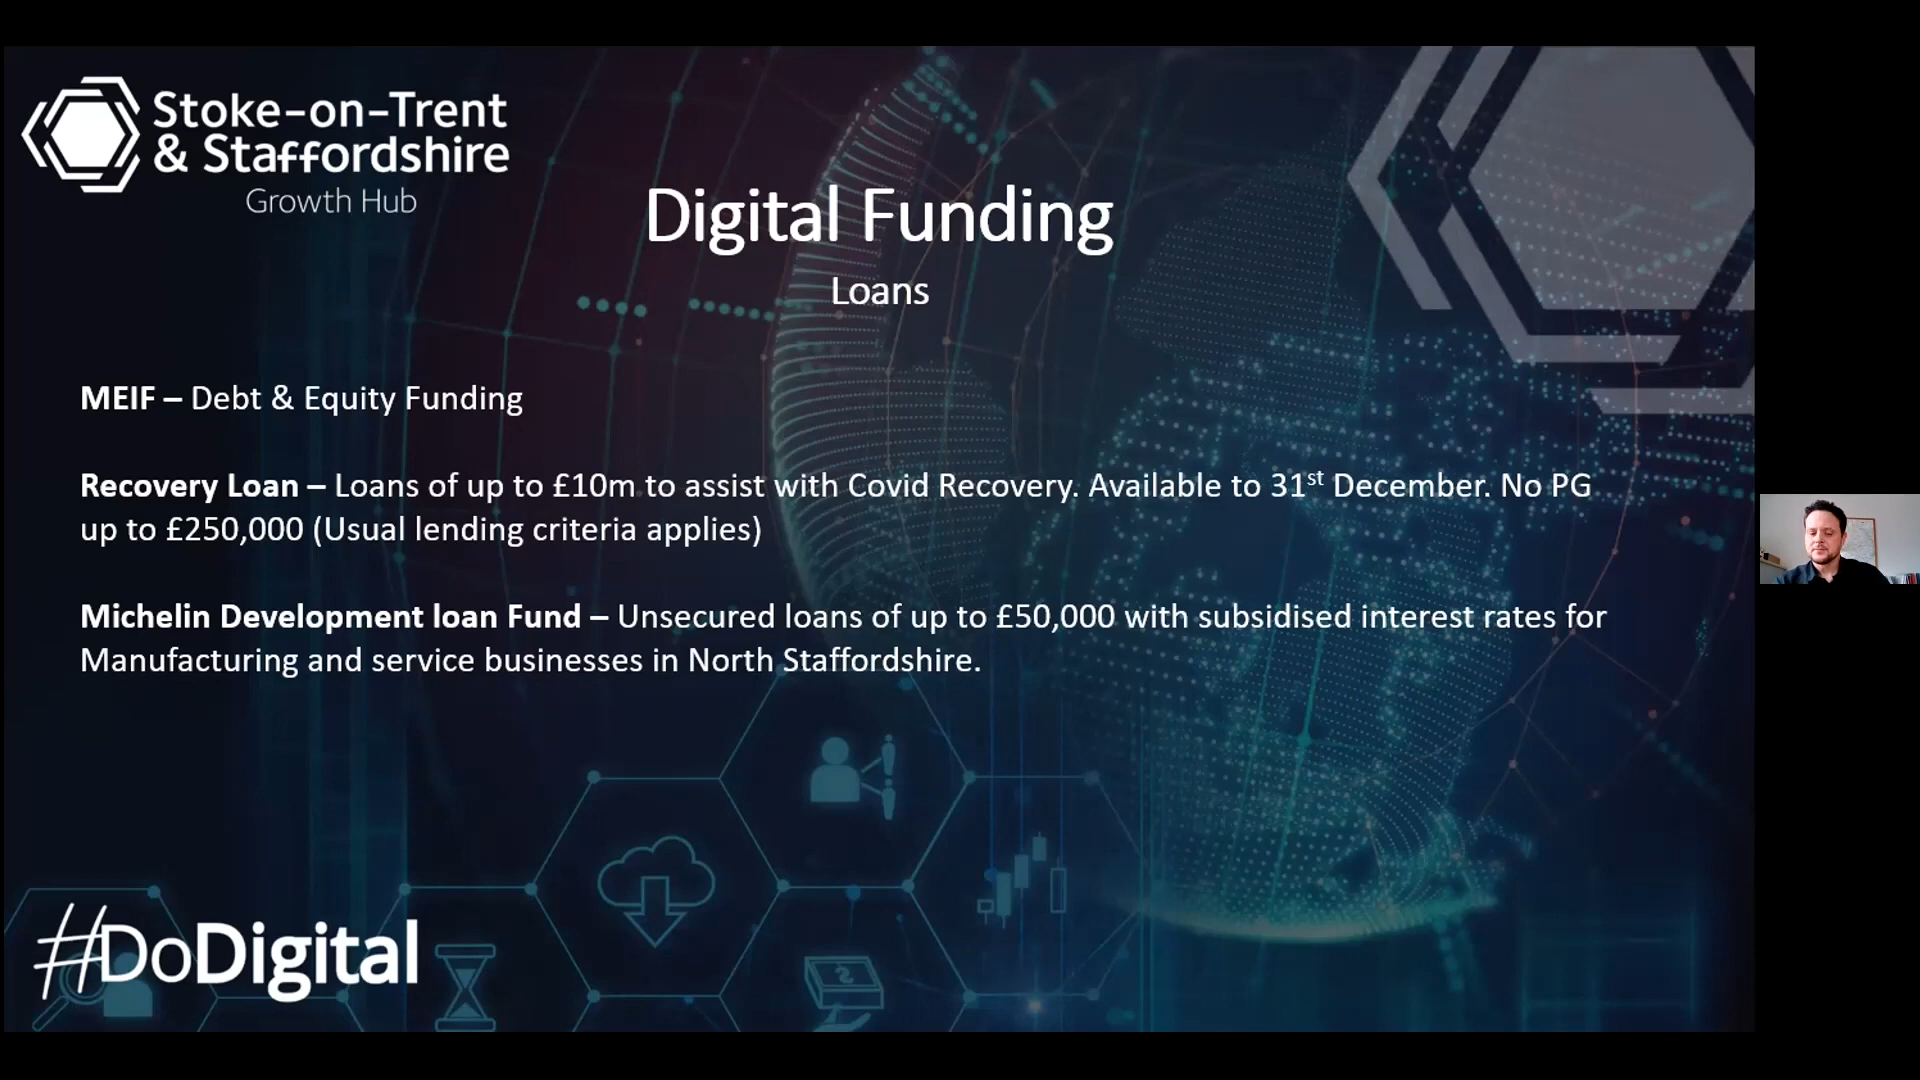 Stoke-on-Trent
& Staffordshire
Growth Hub
Digital Funding
Loans
MEIF – Debt & Equity Funding
Recovery Loan – Loans of up to £10m to assist with Covid Recovery. Available to 31st December. No PG
up to £250,000 (Usual lending criteria applies)
Michelin Development loan Fund – Unsecured loans of up to £50,000 with subsidised interest rates for
Manufacturing and service businesses in North Staffordshire.
#DoDigital